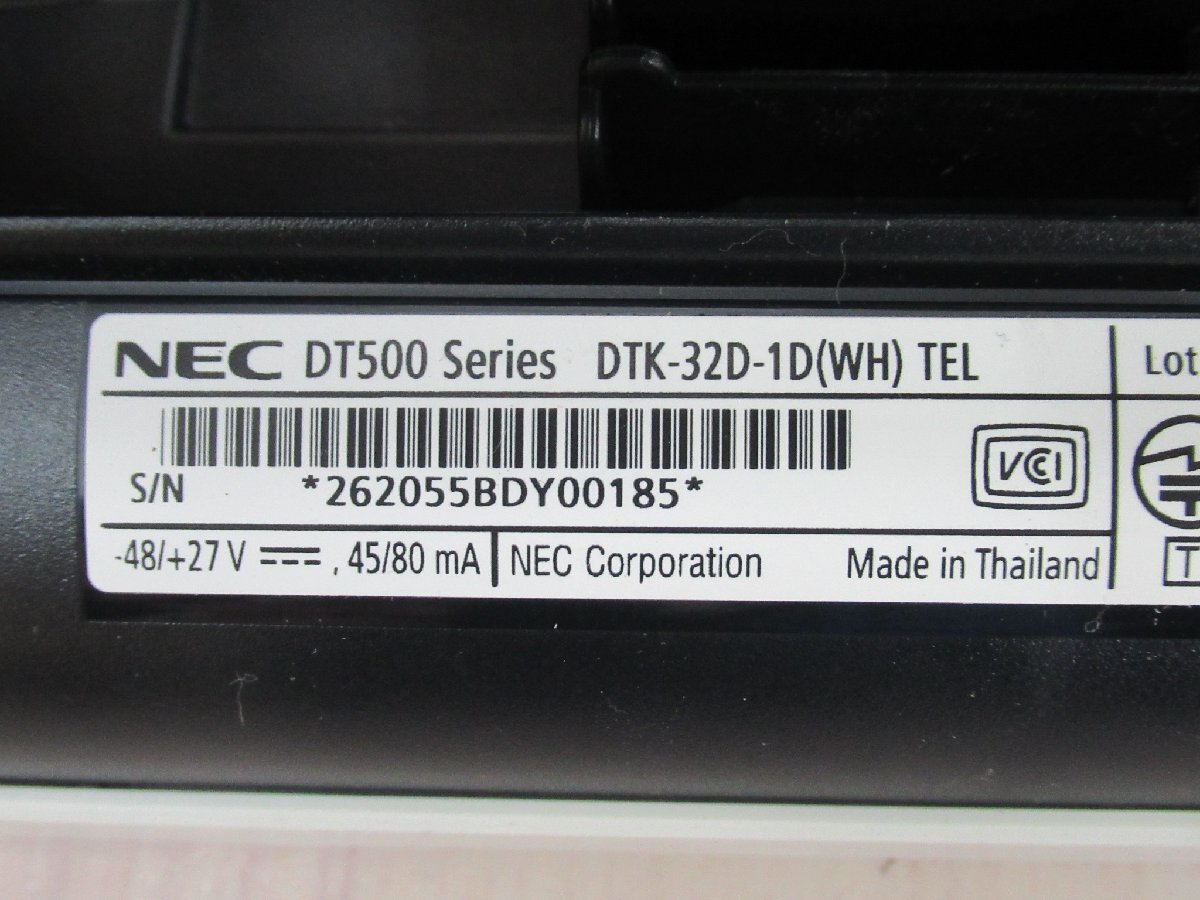 NEC DT500 Series DTK-32D-1D(WH) TEL
Lot
S/N *262055BDY00185*
VCCI
-48/+27 V ⎓ , 45/80 mA NEC Corporation Made in Thailand
T